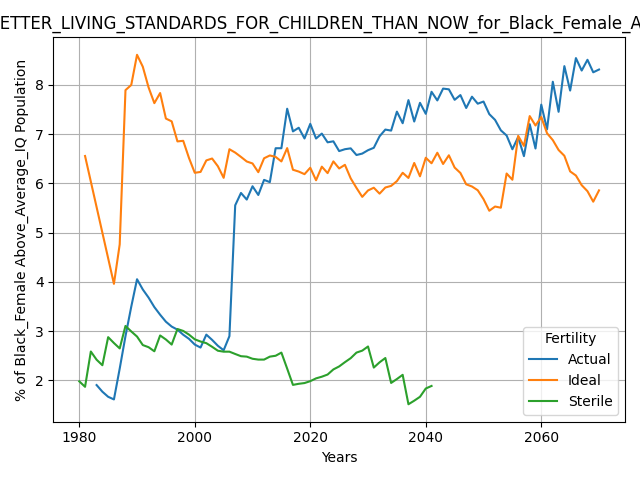 ETTER_LIVING_STANDARDS_FOR_CHILDREN_THAN_NOW_for_Black_Female_A
% of Black_Female Above_Average_IQ Population
8
7
6
5
4
3
2
1980
2000
2020
2040
2060
Years
Fertility
Actual
Ideal
Sterile